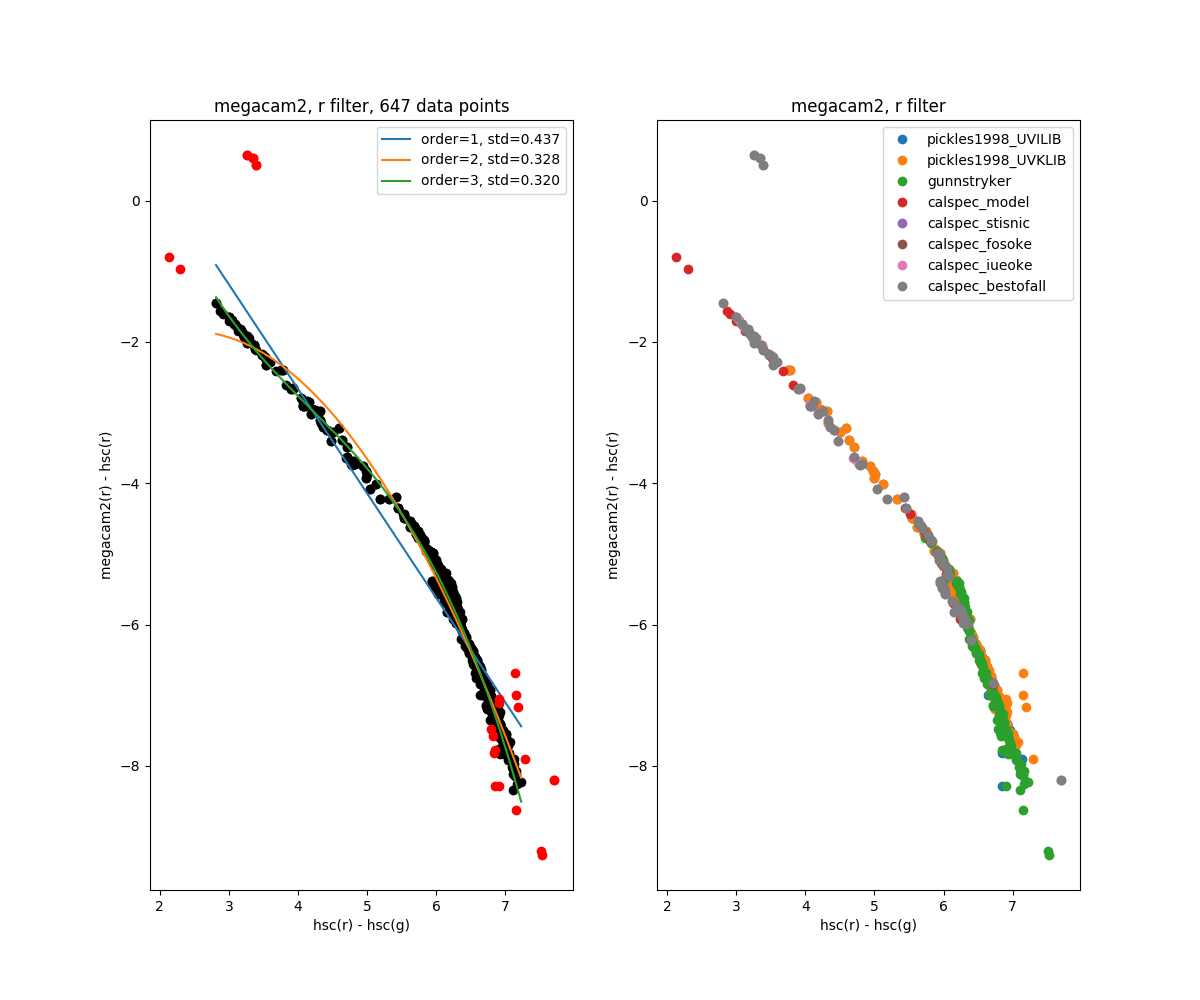 megacam2, r filter, 647 data points
order=1, std=0.437
order=2, std=0.328
order=3, std=0.320
0
−2
−4
−6
−8
megacam2(r) - hsc(r)
2 3 4 5 6 7
hsc(r) - hsc(g)
megacam2, r filter
pickles1998_UVILIB
pickles1998_UVKLIB
gunnstryker
calspec_model
calspec_stisnic
calspec_fosoke
calspec_iueoke
calspec_bestofall
0
−2
−4
−6
−8
megacam2(r) - hsc(r)
2 3 4 5 6 7
hsc(r) - hsc(g)